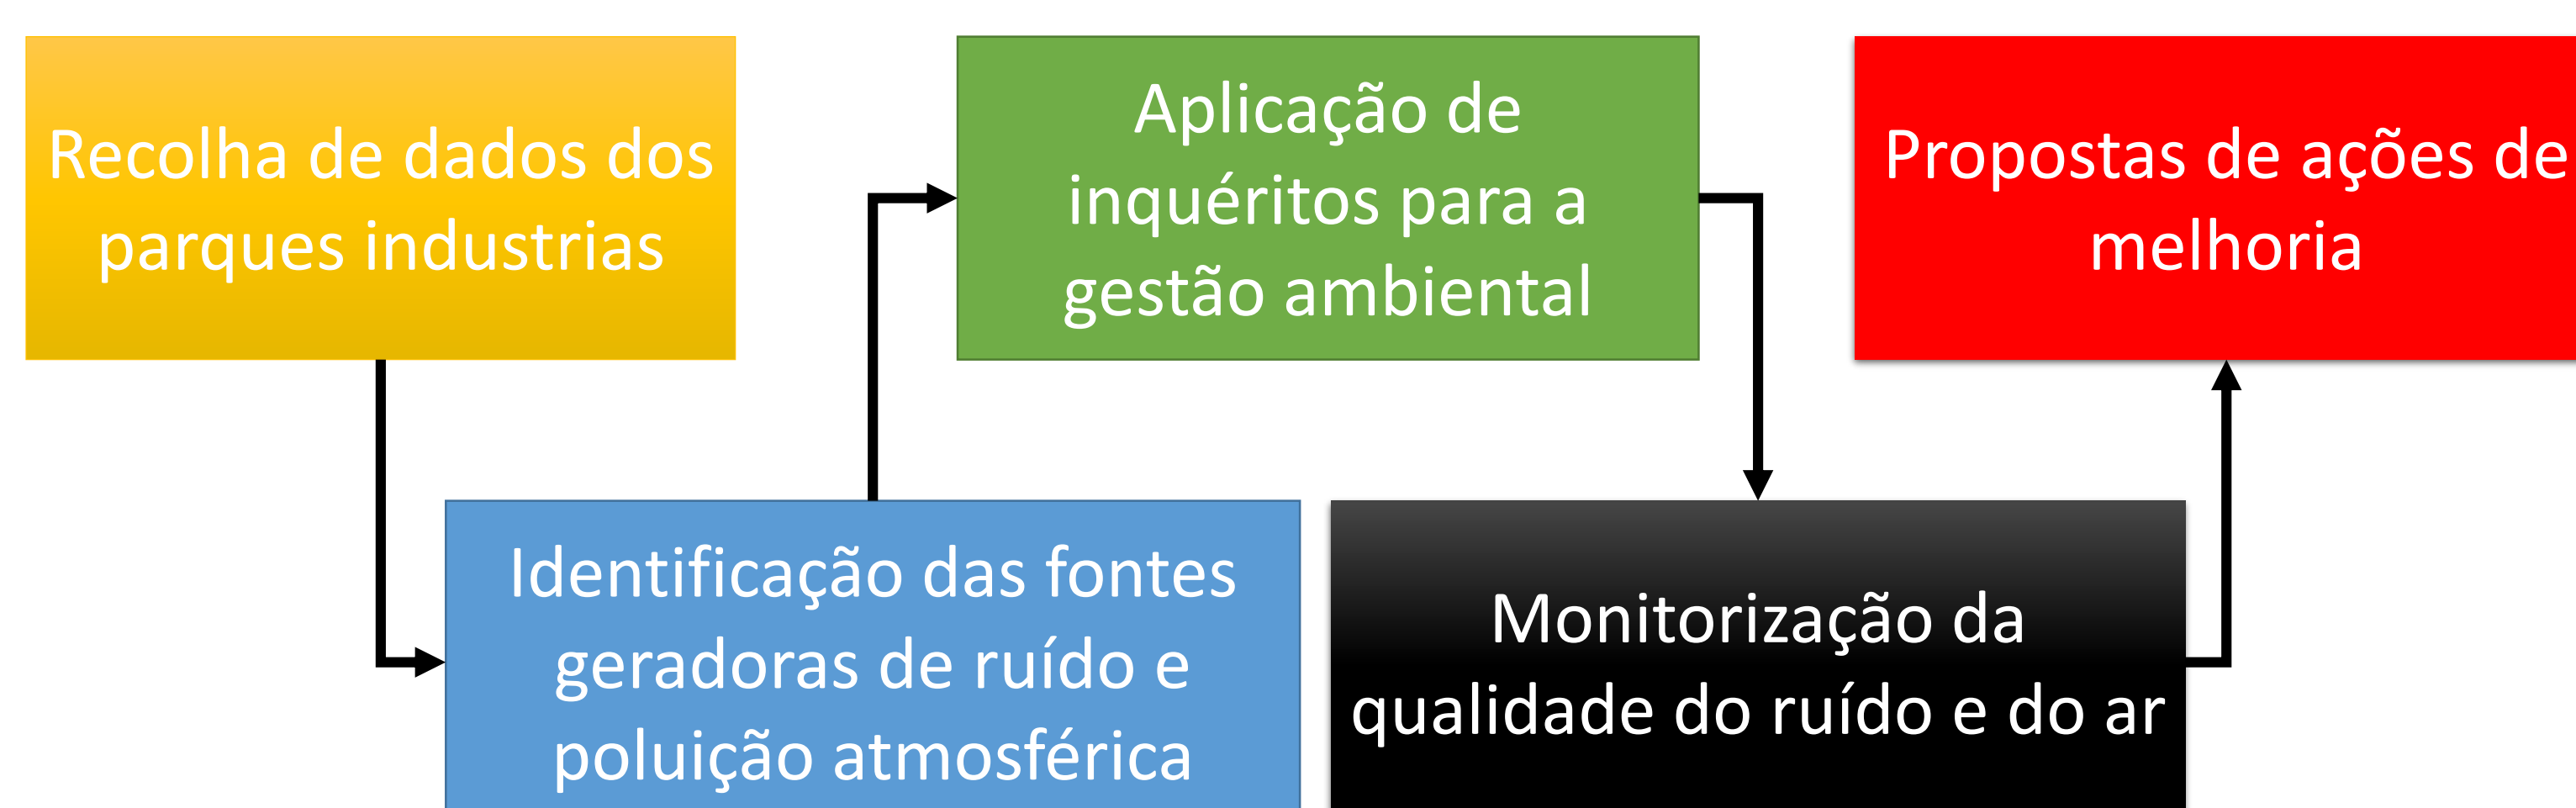 Recolha de dados dos
parques industrias
Identificação das fontes
geradoras de ruído e
poluição atmosférica
Aplicação de
inquéritos para a
gestão ambiental
Monitorização da
qualidade do ruído e do ar
Propostas de ações de
melhoria